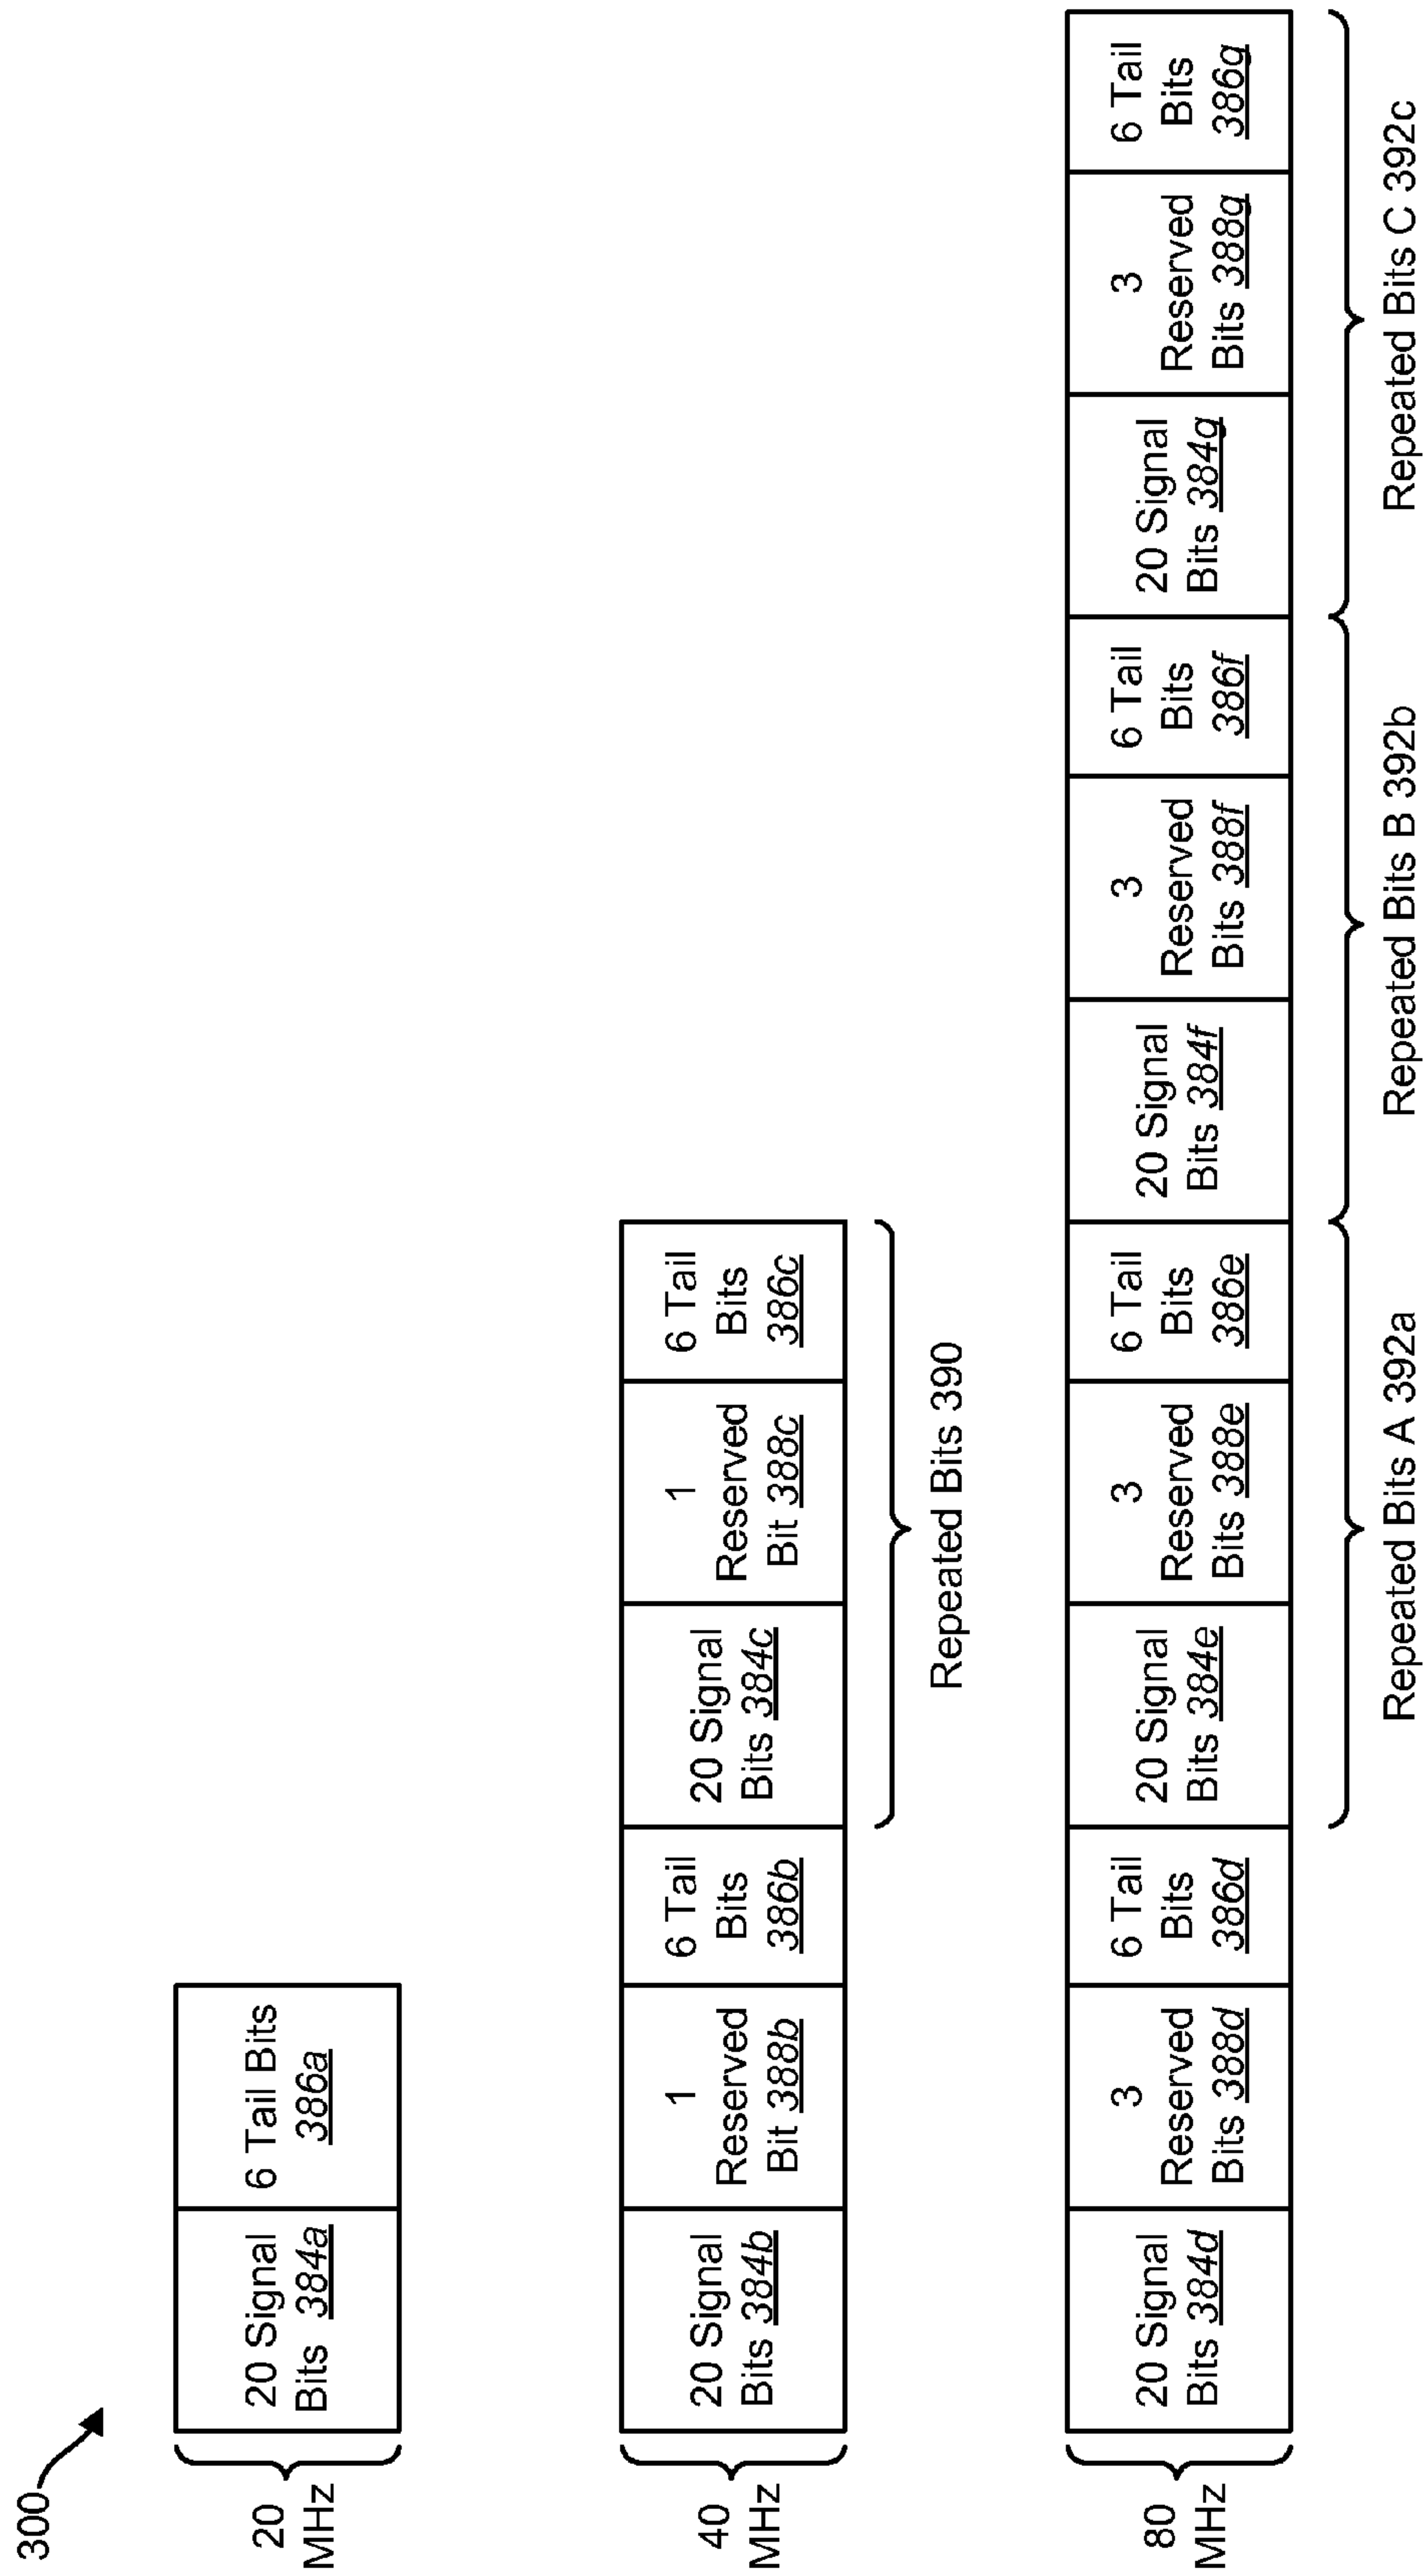 300
20
MHz
20 Signal
Bits 384a
6 Tail Bits
386a
40
MHz
20 Signal
Bits 384b
1
Reserved
Bit 388b
6 Tail
Bits
386b
20 Signal
Bits 384c
1
Reserved
Bit 388c
6 Tail
Bits
386c
Repeated Bits 390
80
MHz
20 Signal
Bits 384d
3
Reserved
Bits 388d
6 Tail
Bits
386d
20 Signal
Bits 384e
3
Reserved
Bits 388e
6 Tail
Bits
386e
20 Signal
Bits 384f
3
Reserved
Bits 388f
6 Tail
Bits
386f
20 Signal
Bits 384g
3
Reserved
Bits 388g
6 Tail
Bits
386g
Repeated Bits A 392a
Repeated Bits B 392b
Repeated Bits C 392c